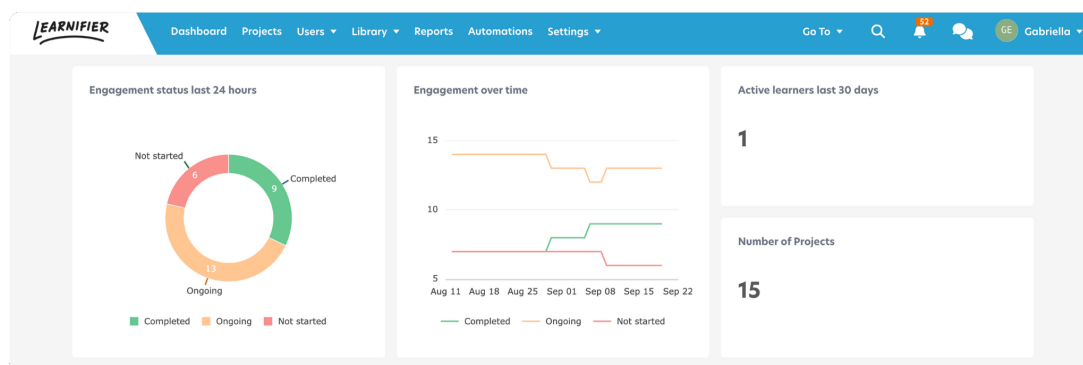 LEARNIFIER
Dashboard Projects Users Library Reports Automations Settings Go To 52 GE Gabriella
Engagement status last 24 hours
Not started
6
Completed
9
13
Ongoing
Completed Ongoing Not started
Engagement over time
15
10
5
Aug 11 Aug 18 Aug 25 Sep 01 Sep 08 Sep 15 Sep 22
Completed Ongoing Not started
Active learners last 30 days
1
Number of Projects
15